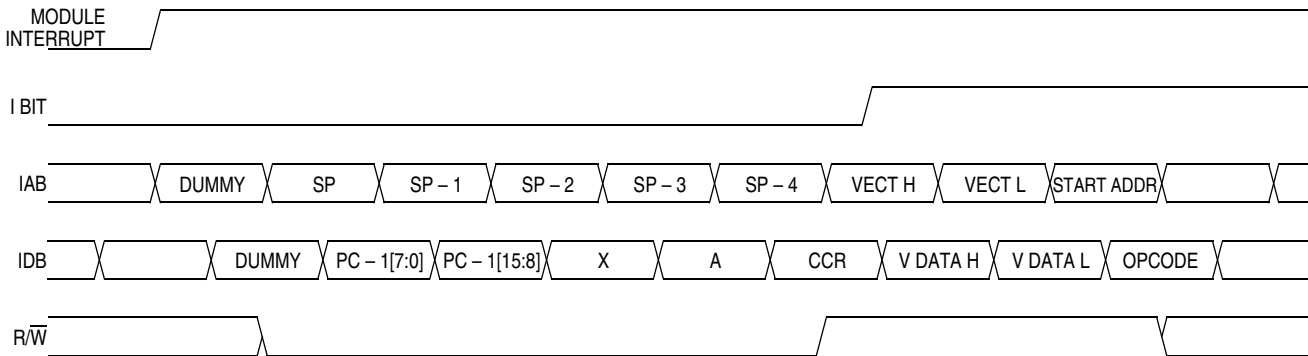 MODULE
INTERRUPT
I BIT
IAB DUMMY SP SP – 1 SP – 2 SP – 3 SP – 4 VECT H VECT L START ADDR
IDB DUMMY PC – 1[7:0] PC – 1[15:8] X A CCR V DATA H V DATA L OPCODE
R/W̅